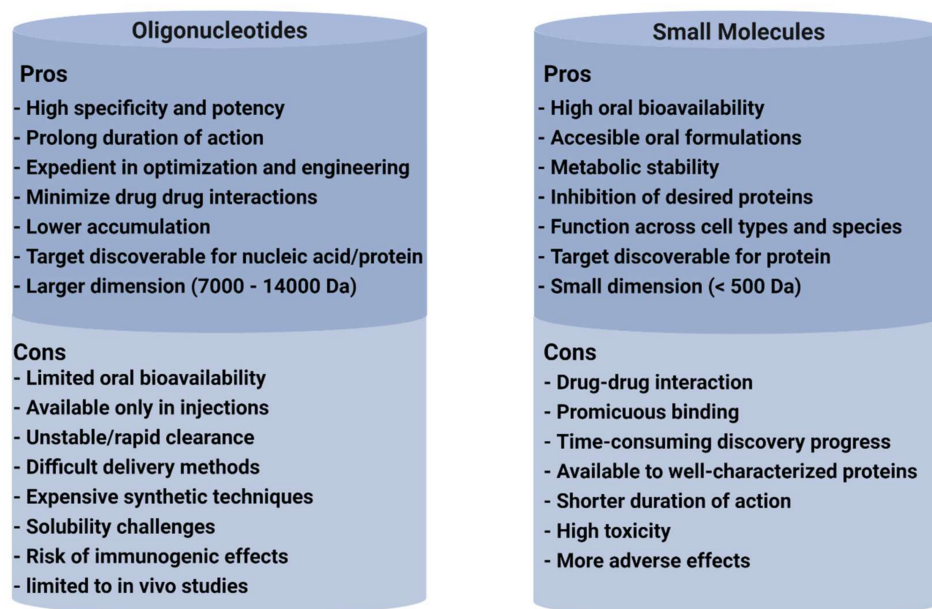 Oligonucleotides
Pros
- High specificity and potency
- Prolong duration of action
- Expedient in optimization and engineering
- Minimize drug drug interactions
- Lower accumulation
- Target discoverable for nucleic acid/protein
- Larger dimension (7000 - 14000 Da)
Cons
- Limited oral bioavailability
- Available only in injections
- Unstable/rapid clearance
- Difficult delivery methods
- Expensive synthetic techniques
- Solubility challenges
- Risk of immunogenic effects
- limited to in vivo studies
Small Molecules
Pros
- High oral bioavailability
- Accesible oral formulations
- Metabolic stability
- Inhibition of desired proteins
- Function across cell types and species
- Target discoverable for protein
- Small dimension (< 500 Da)
Cons
- Drug-drug interaction
- Promicuous binding
- Time-consuming discovery progress
- Available to well-characterized proteins
- Shorter duration of action
- High toxicity
- More adverse effects